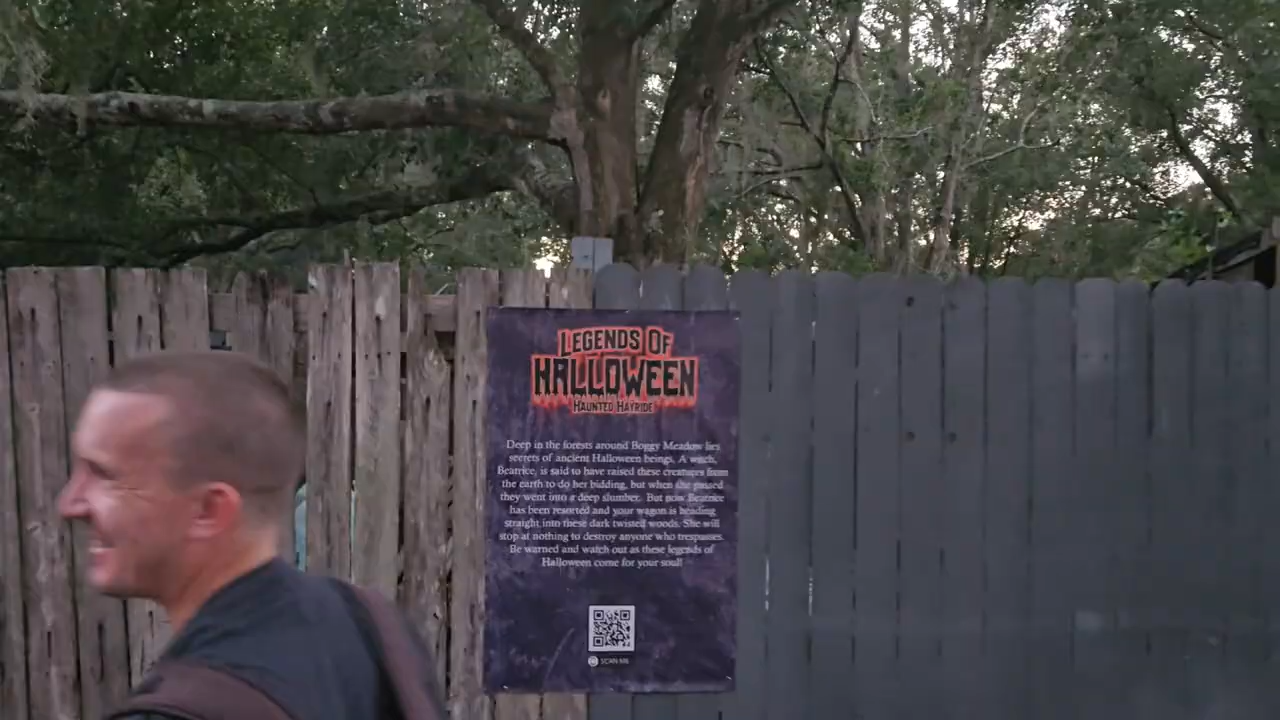 LEGENDS OF
HALLOWEEN
HAUNTED HAYRIDE
Deep in the forests around Boggy Meadow lies
secrets of ancient Halloween beings. A witch,
Beatrice, is said to have raised these creatures from
the earth to do her bidding, but when she passed
they went into a deep slumber. But now Beatrice
has been resorted and your wagon is heading
straight into these dark twisted woods. She will
stop at nothing to destroy anyone who trespasses.
Be warned and watch out as these legends of
Halloween come for your soul!
SCAN ME